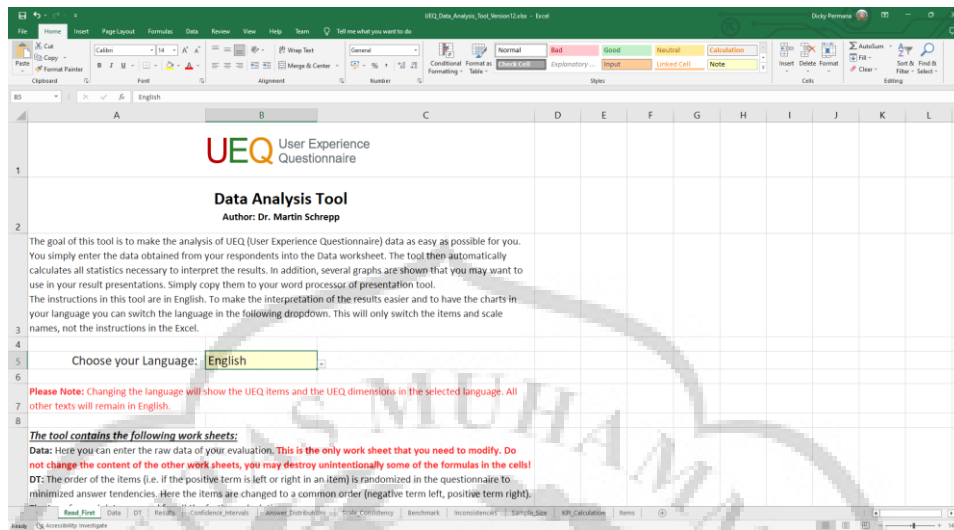 UEQ_Data_Analysis_Tool_Version12.xlsx - Excel
Dicky Permana
File Home Insert Page Layout Formulas Data Review View Help Team Tell me what you want to do
Paste
Cut
Copy
Format Painter
Calibri 14
Wrap Text
Merge & Center
General
Conditional Formatting
Format as Table
Normal Bad Good Neutral Calculation
Check Cell Explanatory ... Input Linked Cell Note
Insert Delete Format
AutoSum
Fill
Clear
Sort & Filter
Find & Select
Clipboard Font Alignment Number Styles Cells Editing
B5 English
A B C D E F G H I J K L
1
UEQ User Experience
Questionnaire
2
Data Analysis Tool
Author: Dr. Martin Schrepp
The goal of this tool is to make the analysis of UEQ (User Experience Questionnaire) data as easy as possible for you.
You simply enter the data obtained from your respondents into the Data worksheet. The tool then automatically
calculates all statistics necessary to interpret the results. In addition, several graphs are shown that you may want to
use in your result presentations. Simply copy them to your word processor of presentation tool.
The instructions in this tool are in English. To make the interpretation of the results easier and to have the charts in
your language you can switch the language in the following dropdown. This will only switch the items and scale
3 names, not the instructions in the Excel.
4
5 Choose your Language: English
6
Please Note: Changing the language will show the UEQ items and the UEQ dimensions in the selected language. All
7 other texts will remain in English.
8
The tool contains the following work sheets:
Data: Here you can enter the raw data of your evaluation. This is the only work sheet that you need to modify. Do
not change the content of the other work sheets, you may destroy unintentionally some of the formulas in the cells!
DT: The order of the items (i.e. if the positive term is left or right in an item) is randomized in the questionnaire to
minimized answer tendencies. Here the items are changed to a common order (negative term left, positive term right).
Read_First Data DT Results Confidence_Intervals Answer_Distribution Scale_Consistency Benchmark Inconsistencies Sample_Size KPI_Calculation Items
Ready Accessibility: Investigate